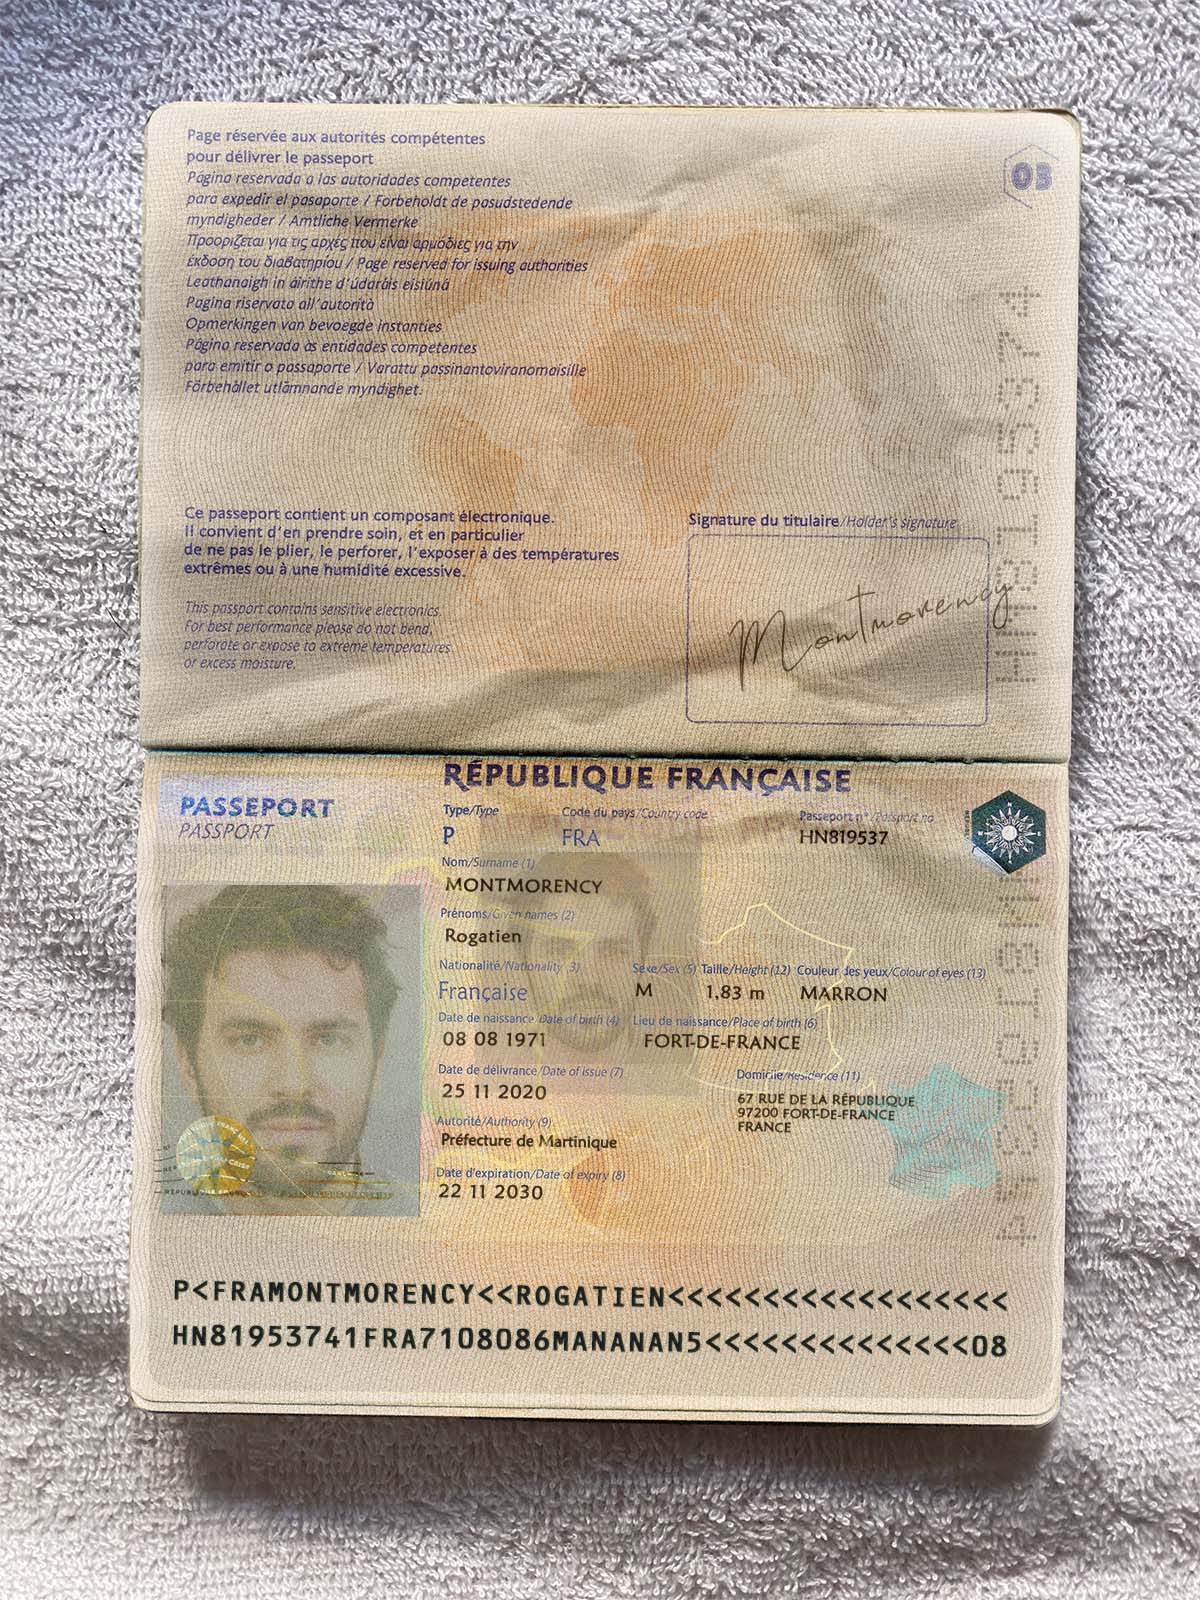 Page réservée aux autorités compétentes
pour délivrer le passeport
03
Pagina reservada a las autoridades competentes
para expedir el pasaporte / Forbeholdt de pasudstedende
myndigheder / Amtliche Vermerke
Προορίζεται για τις αρχές που είναι αρμόδιες για την
έκδοση του διαβατηρίου / Page reserved for issuing authorities
Leathanaigh in áirithe d'údaráis eisiúná
Pagina riservata all'autorità
Opmerkingen van bevoegde instanties
Página reservada às entidades competentes
para emitir o passaporte / Varattu passinantoviranomaisille
Förbehållet utlämnande myndighet.
Ce passeport contient un composant électronique.
Il convient d'en prendre soin, et en particulier
de ne pas le plier, le perforer, l'exposer à des températures
extrêmes ou à une humidité excessive.
This passport contains sensitive electronics.
For best performance please do not bend,
perforate or expose to extreme temperatures
or excess moisture.
Signature du titulaire/Holder's signature
Montmorency
RÉPUBLIQUE FRANÇAISE
PASSEPORT
PASSPORT
Type/Type Code du pays/Country code Passeport n°/Passport no
P FRA HN819537
Nom/Surname (1)
MONTMORENCY
Prénoms/Given names (2)
Rogatien
Nationalité/Nationality (3) Sexe/Sex (5) Taille/Height (12) Couleur des yeux/Colour of eyes (13)
Française M 1,83 m MARRON
Date de naissance/Date of birth (4) Lieu de naissance/Place of birth (6)
08 08 1971 FORT-DE-FRANCE
Date de délivrance/Date of issue (7) Domicile/Residence (11)
25 11 2020 67 RUE DE LA RÉPUBLIQUE
97200 FORT-DE-FRANCE
FRANCE
Autorité/Authority (9)
Préfecture de Martinique
Date d'expiration/Date of expiry (8)
22 11 2030
P<FRAMONTMORENCY<<ROGATIEN<<<<<<<<<<<<<<<<<<
HN81953741FRA7108086MANANAN5<<<<<<<<<<<<<<08